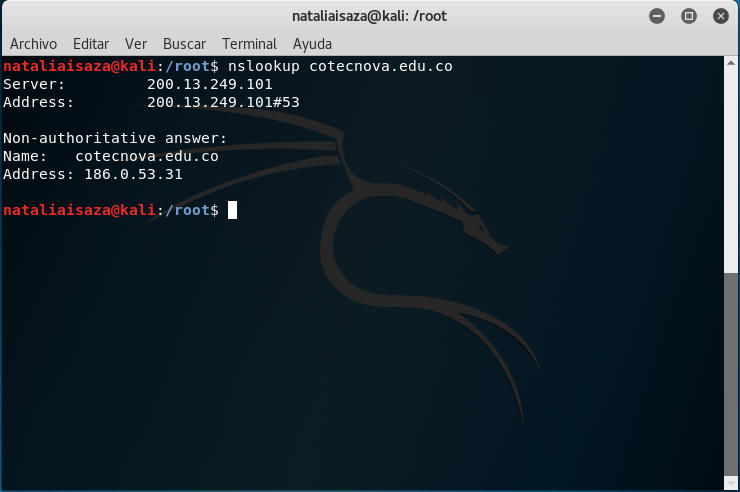 nataliaisaza@kali: /root
Archivo Editar Ver Buscar Terminal Ayuda
nataliaisaza@kali:/root$ nslookup cotecnova.edu.co
Server:         200.13.249.101
Address:        200.13.249.101#53
Non-authoritative answer:
Name:   cotecnova.edu.co
Address: 186.0.53.31
nataliaisaza@kali:/root$